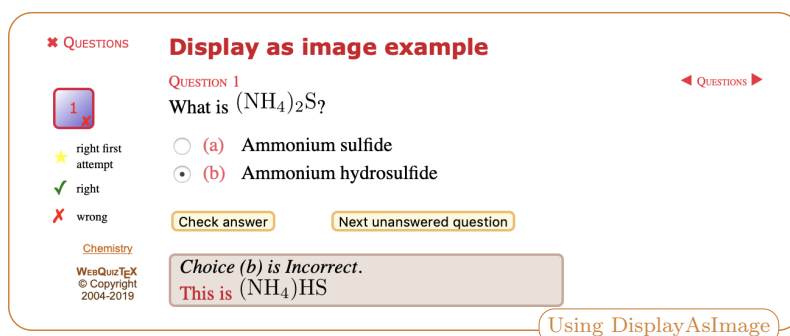 ✖ QUESTIONS
Display as image example
QUESTION 1
◀ QUESTIONS ▶
What is (NH₄)₂S?
1
(a) Ammonium sulfide
(b) Ammonium hydrosulfide
right first
attempt
right
wrong
Check answer
Next unanswered question
Chemistry
WEBQUIZTEX
© Copyright
2004-2019
Choice (b) is Incorrect.
This is (NH₄)HS
Using DisplayAsImage